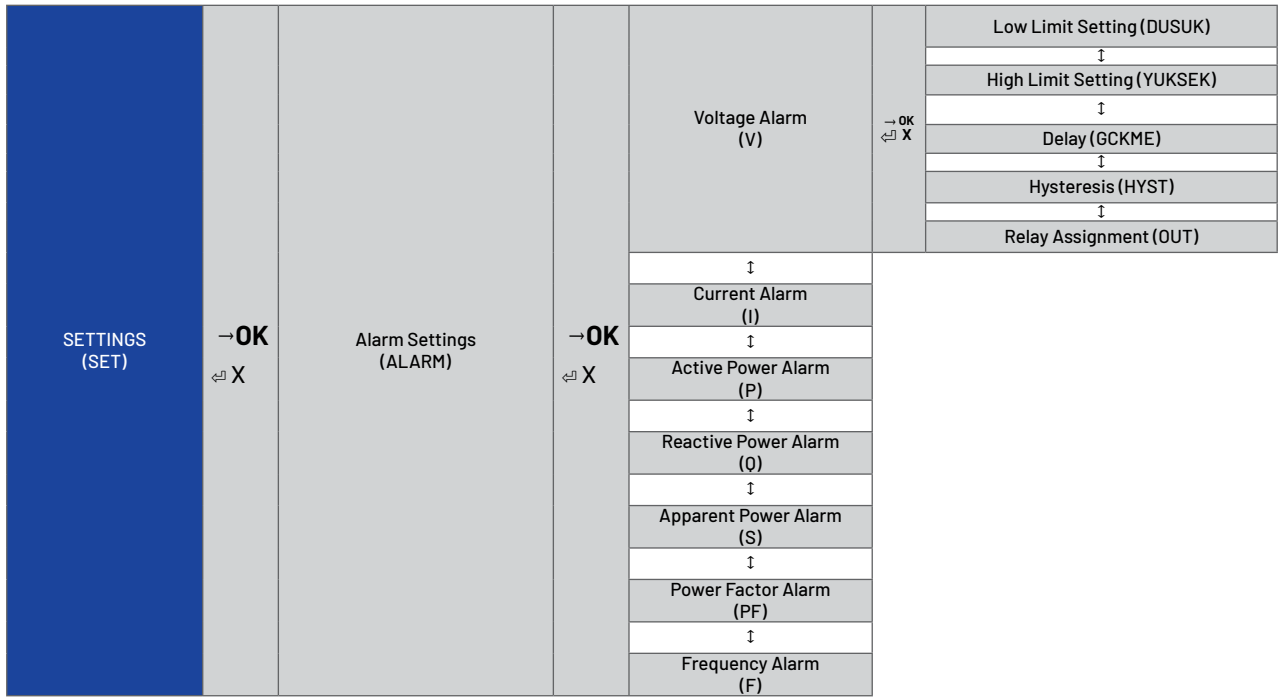 SETTINGS
(SET)
→OK
⏎ X
Alarm Settings
(ALARM)
→OK
⏎ X
Voltage Alarm
(V)
→ OK
⏎ X
Low Limit Setting (DUSUK)
↕
High Limit Setting (YUKSEK)
↕
Delay (GCKME)
↕
Hysteresis (HYST)
↕
Relay Assignment (OUT)
↕
Current Alarm
(I)
↕
Active Power Alarm
(P)
↕
Reactive Power Alarm
(Q)
↕
Apparent Power Alarm
(S)
↕
Power Factor Alarm
(PF)
↕
Frequency Alarm
(F)